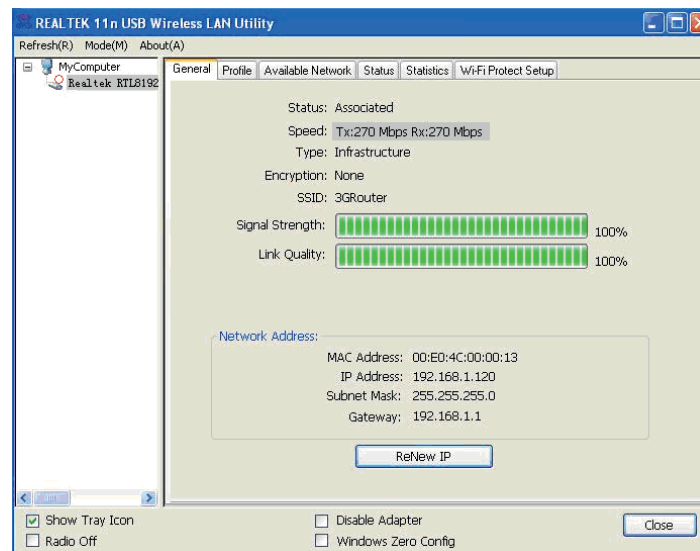 REALTEK 11n USB Wireless LAN Utility
Refresh(R) Mode(M) About(A)
MyComputer
Realtek RTL8192
General Profile Available Network Status Statistics Wi-Fi Protect Setup
Status: Associated
Speed: Tx:270 Mbps Rx:270 Mbps
Type: Infrastructure
Encryption: None
SSID: 3GRouter
Signal Strength: 100%
Link Quality: 100%
Network Address:
MAC Address: 00:E0:4C:00:00:13
IP Address: 192.168.1.120
Subnet Mask: 255.255.255.0
Gateway: 192.168.1.1
ReNew IP
Show Tray Icon
Radio Off
Disable Adapter
Windows Zero Config
Close